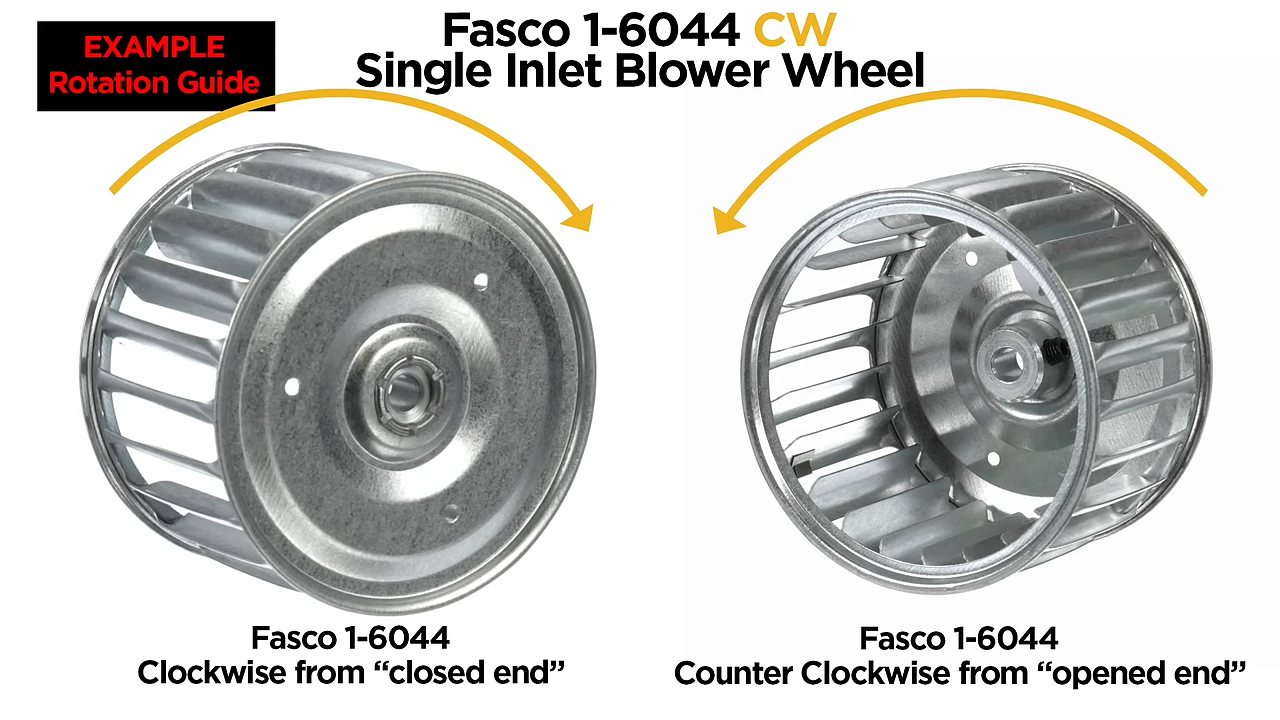 EXAMPLE
Rotation Guide
Fasco 1-6044 CW
Single Inlet Blower Wheel
Fasco 1-6044
Clockwise from “closed end”
Fasco 1-6044
Counter Clockwise from “opened end”